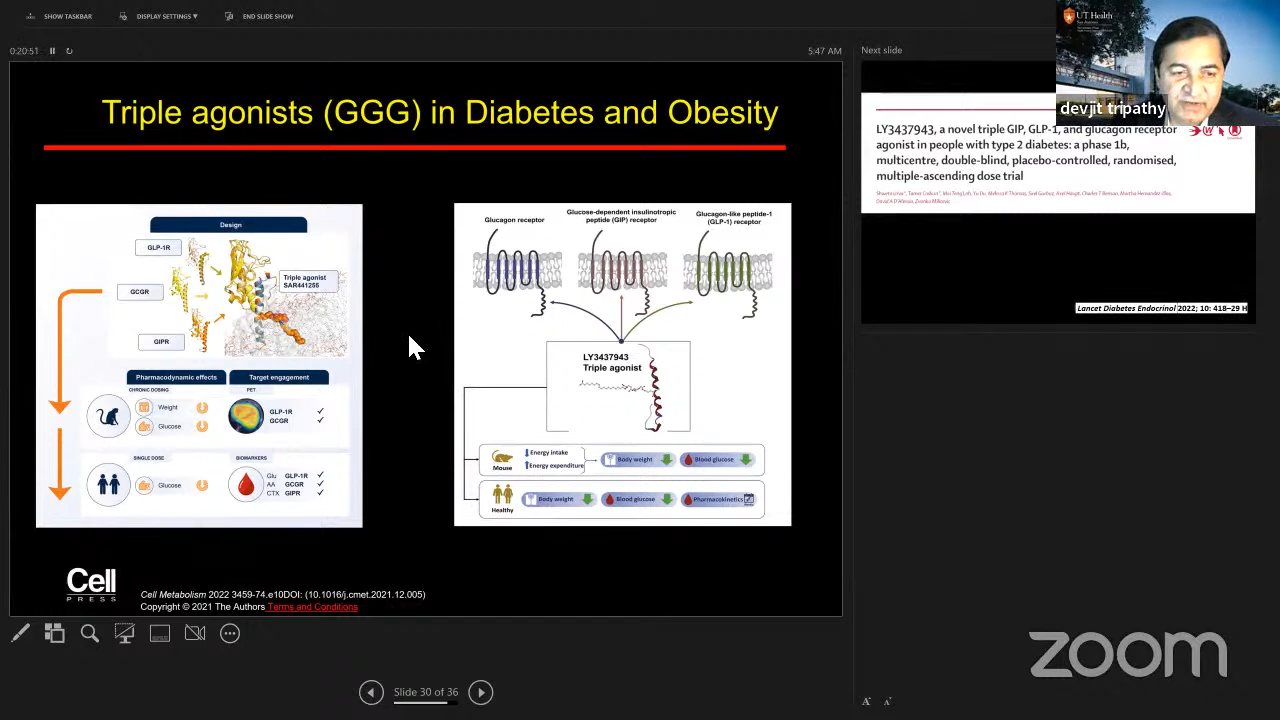 SHOW TASKBAR
DISPLAY SETTINGS ▾
END SLIDE SHOW
0:20:51
5:47 AM
Triple agonists (GGG) in Diabetes and Obesity
Design
GLP-1R
GCGR
GIPR
Triple agonist
SAR441255
Pharmacodynamic effects
Target engagement
CHRONIC DOSING
PET
Weight
Glucose
GLP-1R
GCGR
SINGLE DOSE
BIOMARKERS
Glucose
Glu GLP-1R
AA GCGR
CTX GIPR
Glucagon receptor
Glucose-dependent insulinotropic
peptide (GIP) receptor
Glucagon-like peptide-1
(GLP-1) receptor
LY3437943
Triple agonist
Mouse
Energy intake
Energy expenditure
Body weight
Blood glucose
Healthy
Body weight
Blood glucose
Pharmacokinetics
Cell
PRESS
Cell Metabolism 2022 3459-74.e10DOI: (10.1016/j.cmet.2021.12.005)
Copyright © 2021 The Authors Terms and Conditions
Slide 30 of 36
Next slide
UT Health
San Antonio
devjit tripathy
LY3437943, a novel triple GIP, GLP-1, and glucagon receptor
agonist in people with type 2 diabetes: a phase 1b,
multicentre, double-blind, placebo-controlled, randomised,
multiple-ascending dose trial
Lancet Diabetes Endocrinol 2022; 10: 418–29 H
zoom